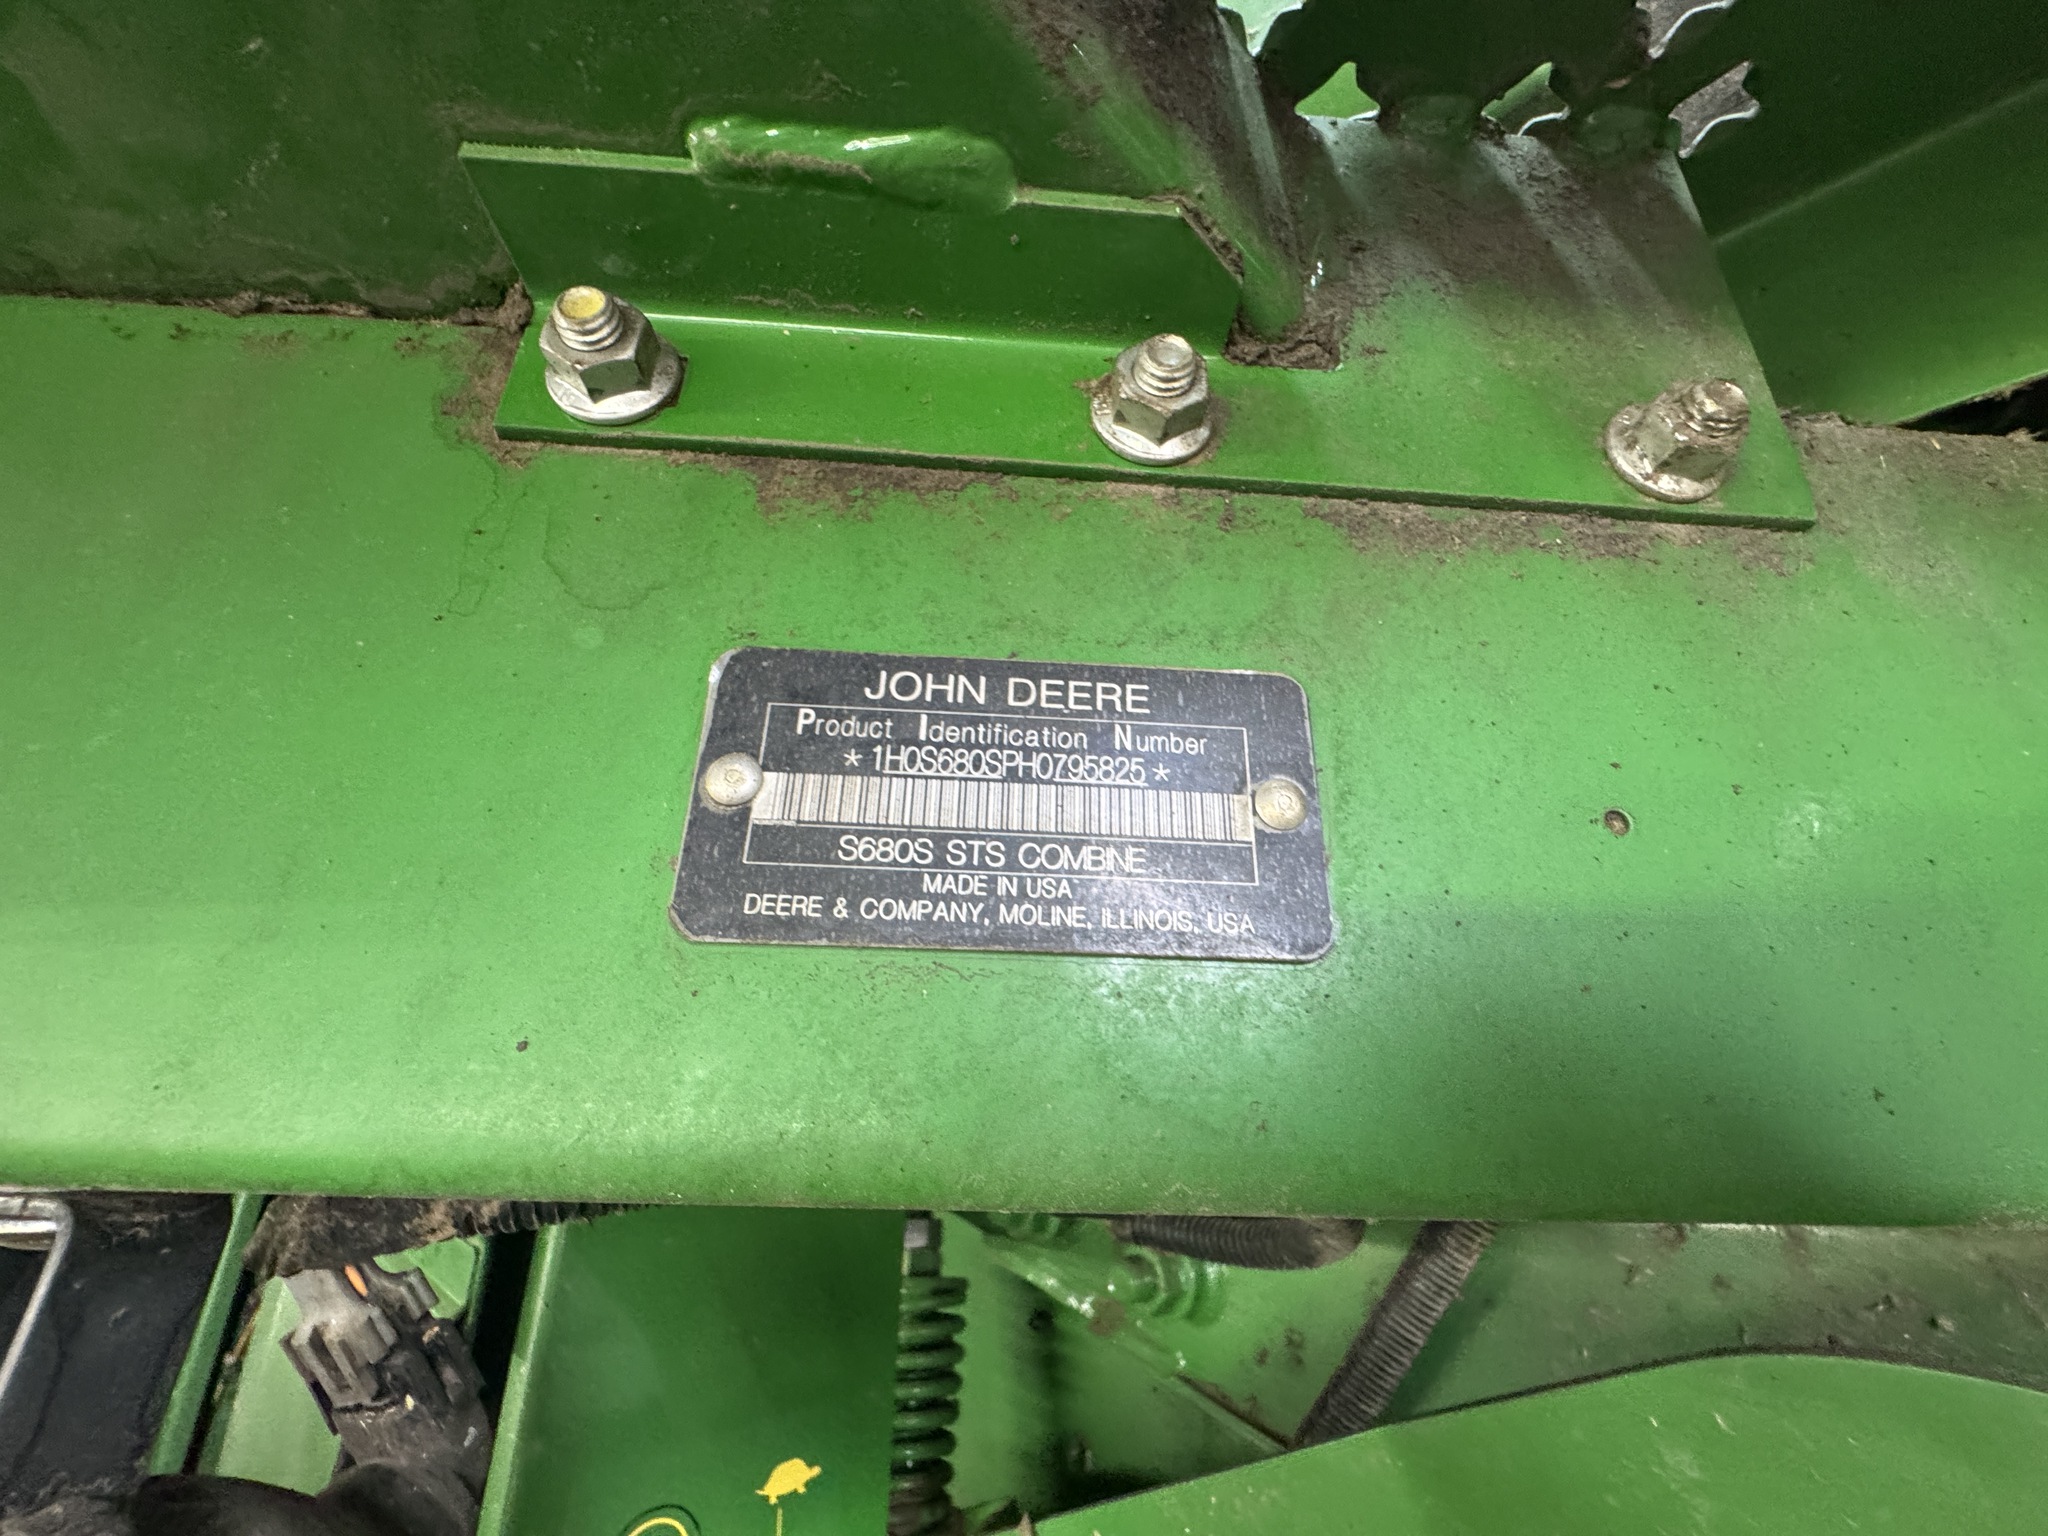 JOHN DEERE
Product Identification Number
*1H0S680SPH0795825*
S680S STS COMBINE
MADE IN USA
DEERE & COMPANY, MOLINE, ILLINOIS, USA